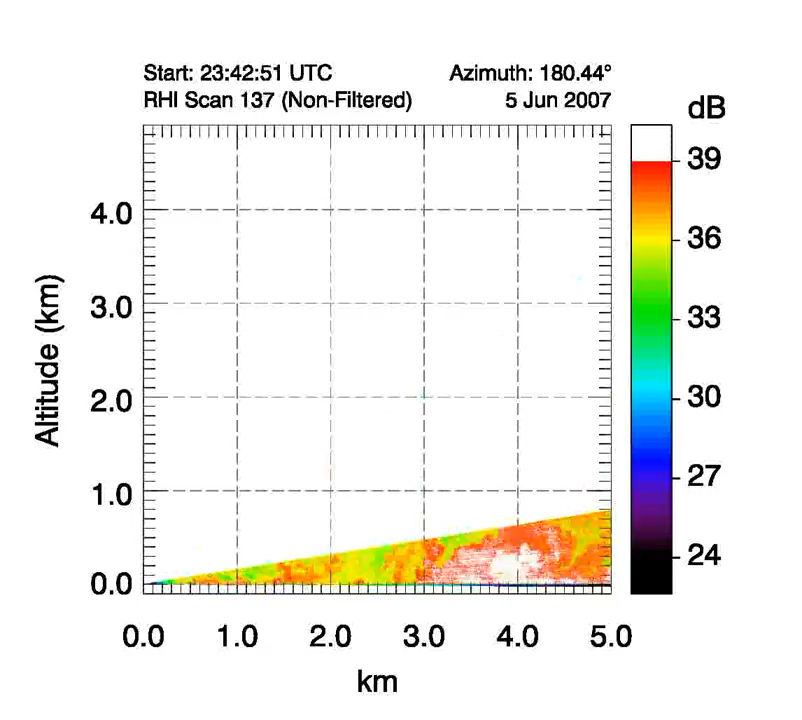 Start: 23:42:51 UTC
Azimuth: 180.44°
RHI Scan 137 (Non-Filtered)
5 Jun 2007
dB
39
36
33
30
27
24
Altitude (km)
4.0
3.0
2.0
1.0
0.0
0.0 1.0 2.0 3.0 4.0 5.0
km